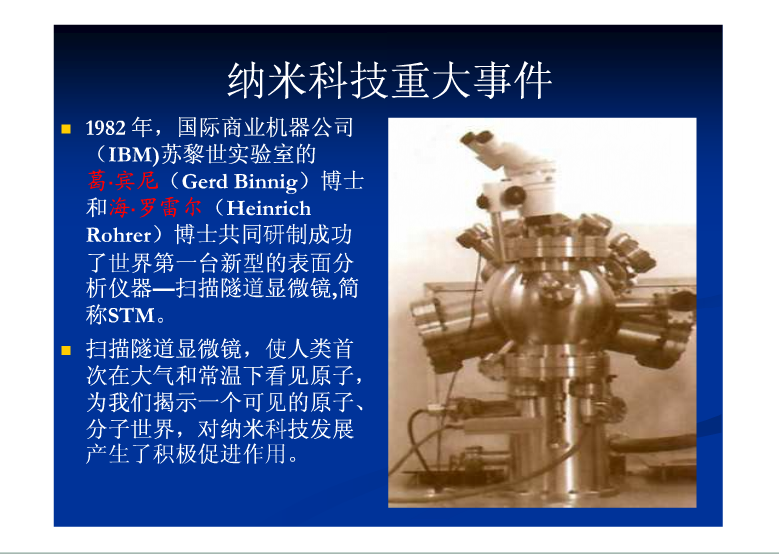 纳米科技重大事件
1982 年，国际商业机器公司
（IBM)苏黎世实验室的
葛·宾尼（Gerd Binnig）博士
和海·罗雷尔（Heinrich
Rohrer）博士共同研制成功
了世界第一台新型的表面分
析仪器—扫描隧道显微镜,简
称STM。
扫描隧道显微镜，使人类首
次在大气和常温下看见原子，
为我们揭示一个可见的原子、
分子世界，对纳米科技发展
产生了积极促进作用。